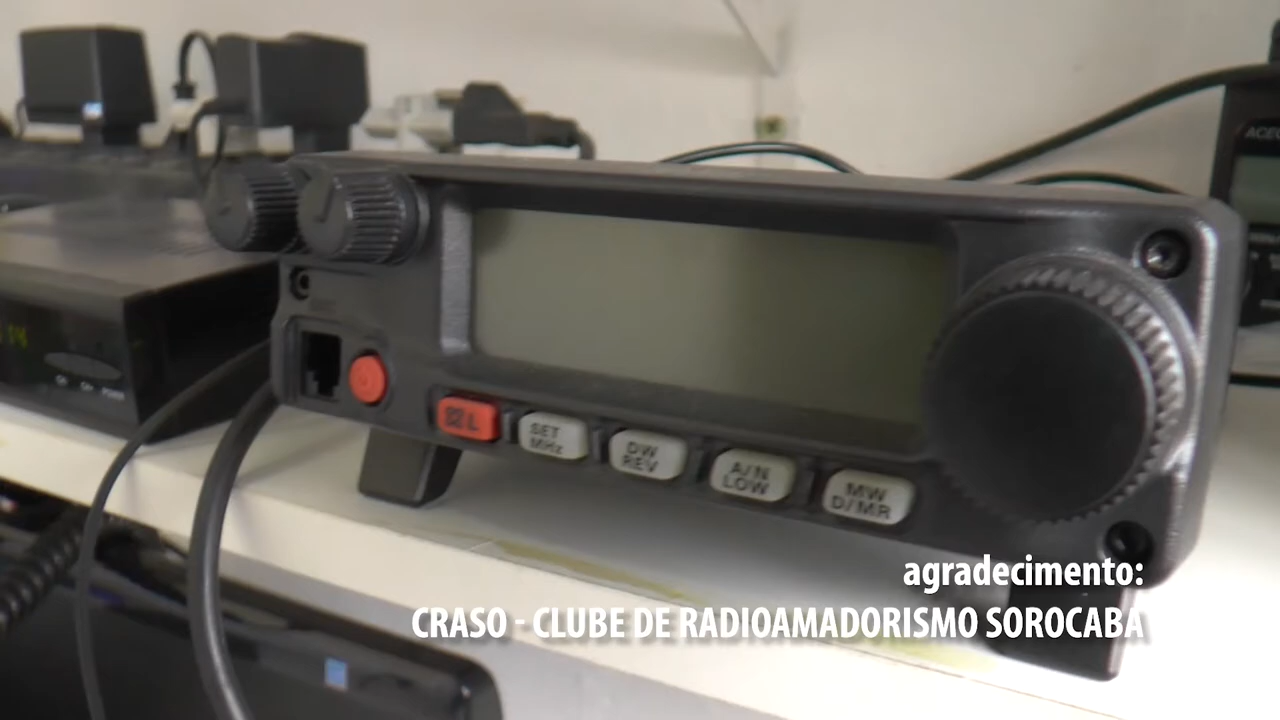 SET
MHz
DW
REV
A/N
LOW
MW
D/MR
agradecimento:
CRASO - CLUBE DE RADIOAMADORISMO SOROCABA